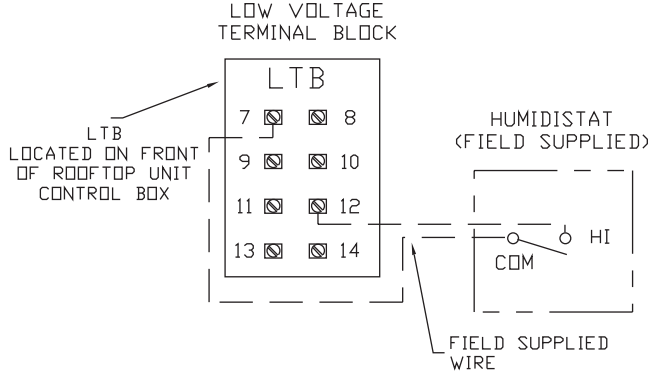 LOW VOLTAGE
TERMINAL BLOCK
LTB
7 8
9 10
11 12
13 14
LTB
LOCATED ON FRONT
OF ROOFTOP UNIT
CONTROL BOX
HUMIDISTAT
(FIELD SUPPLIED)
HI
COM
FIELD SUPPLIED
WIRE